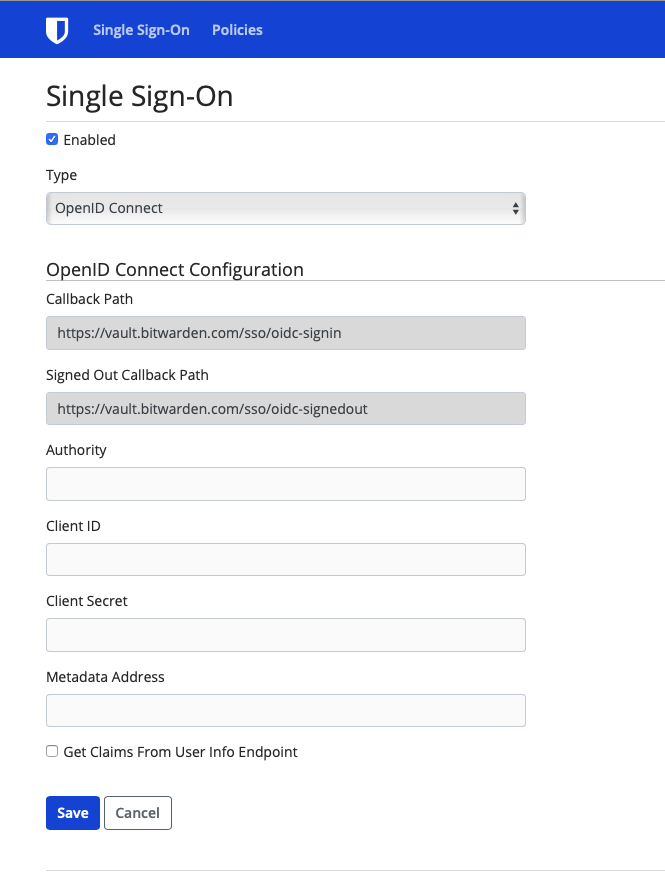 Single Sign-On Policies
Single Sign-On
Enabled
Type
OpenID Connect
OpenID Connect Configuration
Callback Path
https://vault.bitwarden.com/sso/oidc-signin
Signed Out Callback Path
https://vault.bitwarden.com/sso/oidc-signedout
Authority
Client ID
Client Secret
Metadata Address
Get Claims From User Info Endpoint
Save Cancel